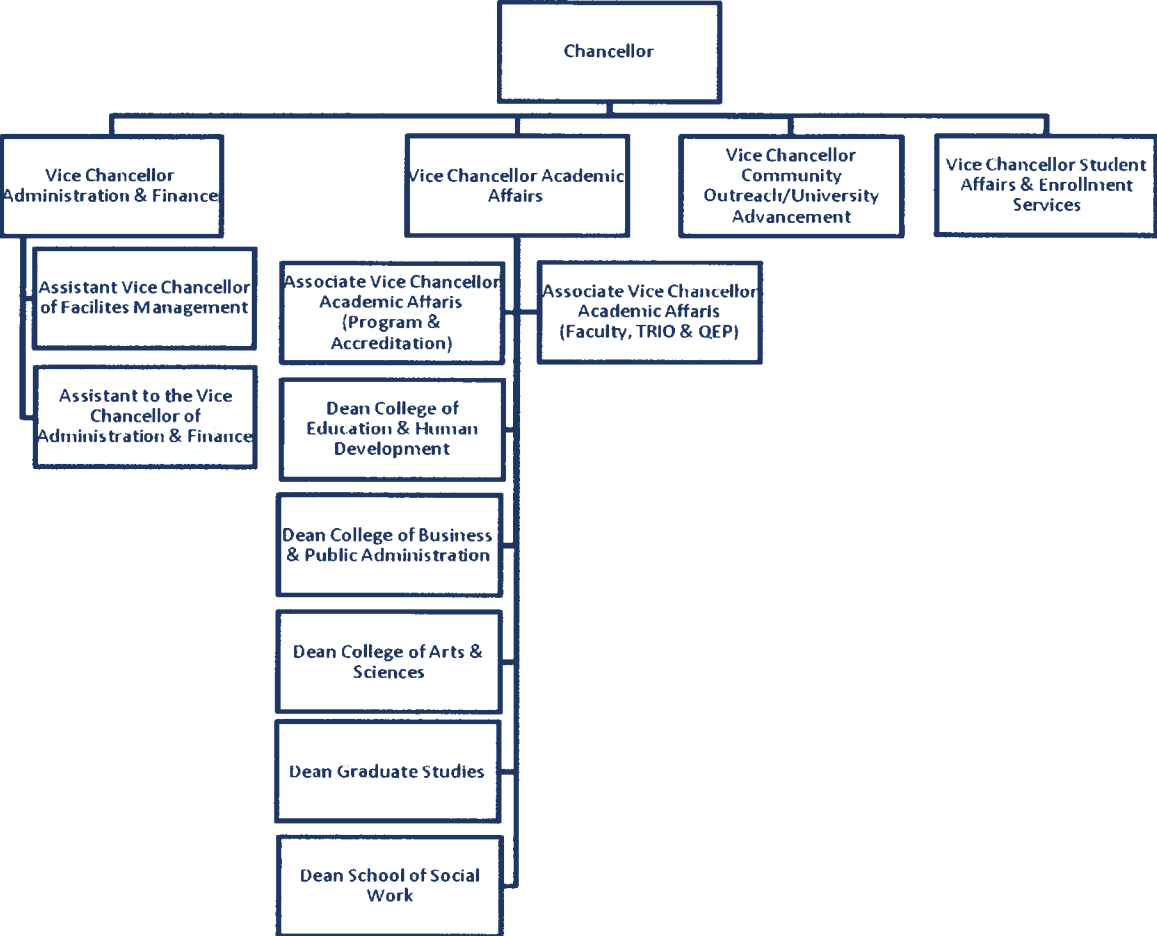 Chancellor
Vice Chancellor
Administration & Finance
Vice Chancellor Academic
Affairs
Vice Chancellor
Community
Outreach/University
Advancement
Vice Chancellor Student
Affairs & Enrollment
Services
Assistant Vice Chancellor
of Facilites Management
Assistant to the Vice
Chancellor of
Administration & Finance
Associate Vice Chancellor
Academic Affaris
(Program &
Accreditation)
Associate Vice Chancellor
Academic Affaris
(Faculty, TRIO & QEP)
Dean College of
Education & Human
Development
Dean College of Business
& Public Administration
Dean College of Arts &
Sciences
Dean Graduate Studies
Dean School of Social
Work